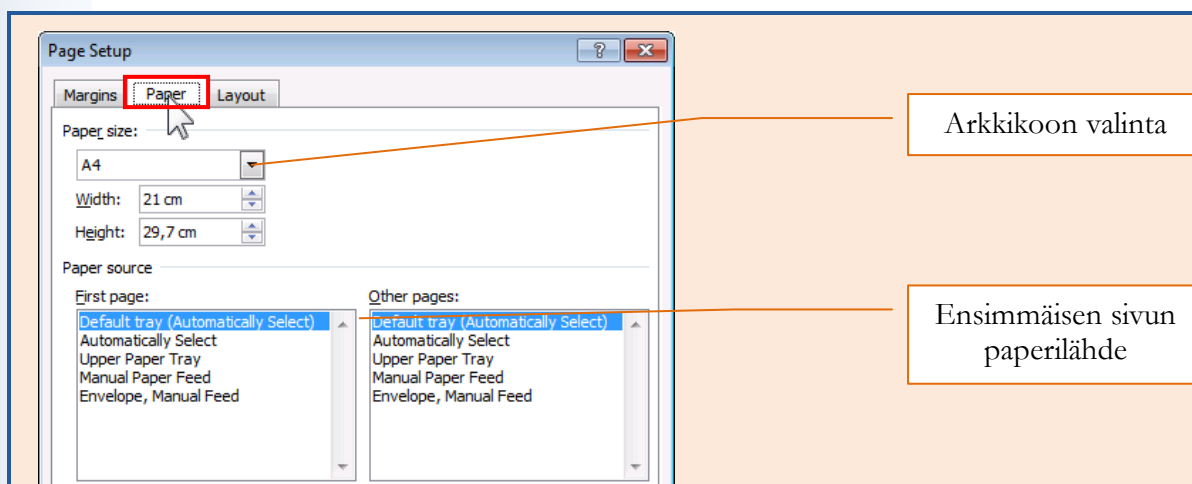 Page Setup
Margins Paper Layout
Paper size:
Arkkikoon valinta
A4
Width: 21 cm
Height: 29,7 cm
Paper source
First page: Other pages:
Default tray (Automatically Select) Default tray (Automatically Select)
Automatically Select Automatically Select
Upper Paper Tray Upper Paper Tray
Manual Paper Feed Manual Paper Feed
Envelope, Manual Feed Envelope, Manual Feed
Ensimmäisen sivun
paperilähde